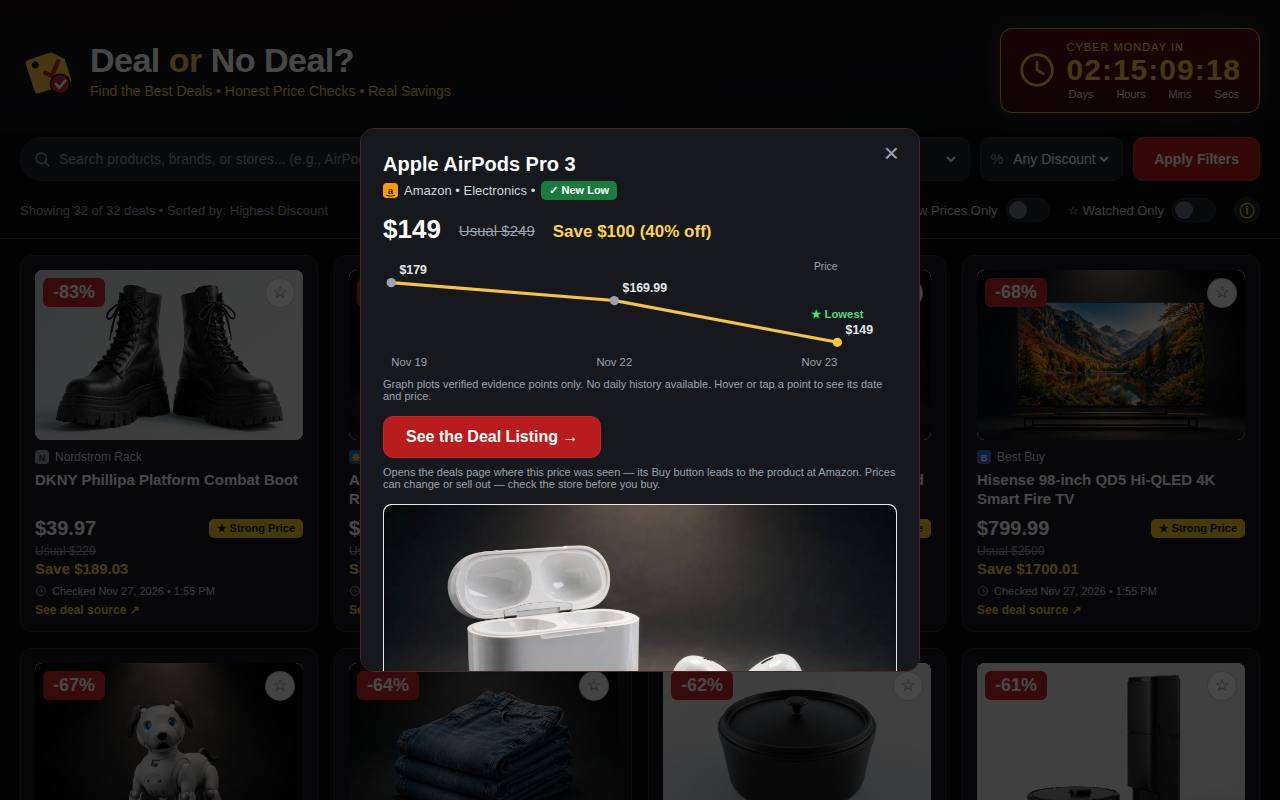 Deal or No Deal?
Find the Best Deals • Honest Price Checks • Real Savings
CYBER MONDAY IN
02:15:09:18
Days Hours Mins Secs
Search products, brands, or stores... (e.g., AirPo
% Any Discount
Apply Filters
Showing 32 of 32 deals • Sorted by: Highest Discount
w Prices Only
☆ Watched Only
Apple AirPods Pro 3
✕
a Amazon • Electronics • ✓ New Low
$149 Usual $249 Save $100 (40% off)
Price
$179
$169.99
★ Lowest
$149
Nov 19 Nov 22 Nov 23
Graph plots verified evidence points only. No daily history available. Hover or tap a point to see its date
and price.
See the Deal Listing →
Opens the deals page where this price was seen — its Buy button leads to the product at Amazon. Prices
can change or sell out — check the store before you buy.
-83%
N Nordstrom Rack
DKNY Phillipa Platform Combat Boot
$39.97
★ Strong Price
Usual $229
Save $189.03
Checked Nov 27, 2026 • 1:55 PM
See deal source ↗
-68%
B Best Buy
Hisense 98-inch QD5 Hi-QLED 4K
Smart Fire TV
$799.99
★ Strong Price
Usual $2500
Save $1700.01
Checked Nov 27, 2026 • 1:55 PM
See deal source ↗
-67%
-64%
-62%
-61%